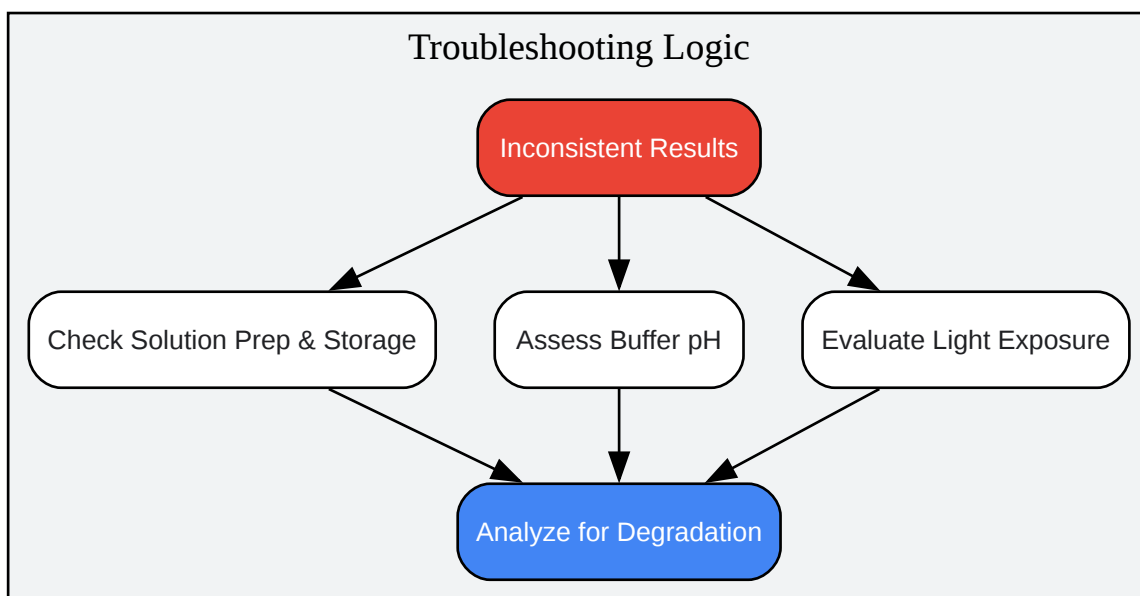 Troubleshooting Logic
Inconsistent Results
Check Solution Prep & Storage
Assess Buffer pH
Evaluate Light Exposure
Analyze for Degradation